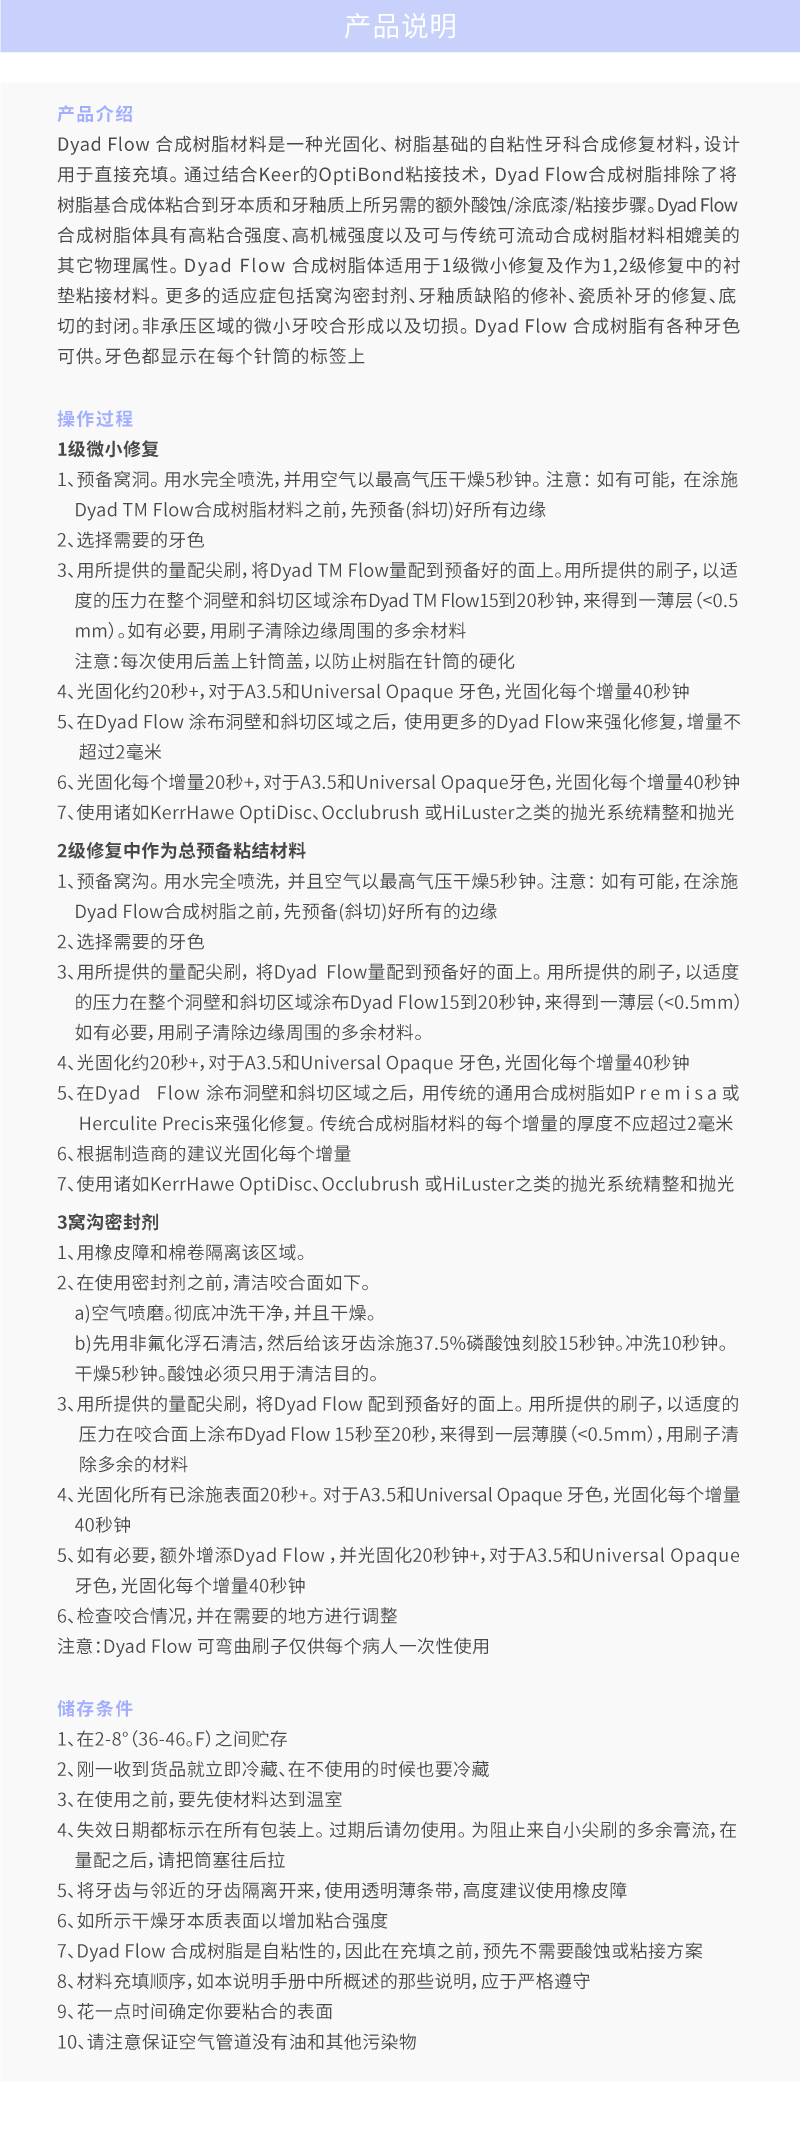 产品说明
产品介绍
Dyad Flow 合成树脂材料是一种光固化、树脂基础的自粘性牙科合成修复材料，设计
用于直接充填。通过结合Keer的OptiBond粘接技术，Dyad Flow合成树脂排除了将
树脂基合成体粘合到牙本质和牙釉质上所另需的额外酸蚀/涂底漆/粘接步骤。Dyad Flow
合成树脂体具有高粘合强度、高机械强度以及可与传统可流动合成树脂材料相媲美的
其它物理属性。Dyad Flow 合成树脂体适用于1级微小修复及作为1,2级修复中的衬
垫粘接材料。更多的适应症包括窝沟密封剂、牙釉质缺陷的修补、瓷质补牙的修复、底
切的封闭。非承压区域的微小牙咬合形成以及切损。Dyad Flow 合成树脂有各种牙色
可供。牙色都显示在每个针筒的标签上
操作过程
1级微小修复
1、预备窝洞。用水完全喷洗，并用空气以最高气压干燥5秒钟。注意：如有可能，在涂施
Dyad TM Flow合成树脂材料之前，先预备(斜切)好所有边缘
2、选择需要的牙色
3、用所提供的量配尖刷，将Dyad TM Flow量配到预备好的面上。用所提供的刷子，以适
度的压力在整个洞壁和斜切区域涂布Dyad TM Flow15到20秒钟，来得到一薄层（<0.5
mm）。如有必要，用刷子清除边缘周围的多余材料
注意：每次使用后盖上针筒盖，以防止树脂在针筒的硬化
4、光固化约20秒+，对于A3.5和Universal Opaque 牙色，光固化每个增量40秒钟
5、在Dyad Flow 涂布洞壁和斜切区域之后，使用更多的Dyad Flow来强化修复，增量不
超过2毫米
6、光固化每个增量20秒+，对于A3.5和Universal Opaque牙色，光固化每个增量40秒钟
7、使用诸如KerrHawe OptiDisc、Occlubrush 或HiLuster之类的抛光系统精整和抛光
2级修复中作为总预备粘结材料
1、预备窝沟。用水完全喷洗，并且空气以最高气压干燥5秒钟。注意：如有可能，在涂施
Dyad Flow合成树脂之前，先预备(斜切)好所有的边缘
2、选择需要的牙色
3、用所提供的量配尖刷，将Dyad  Flow量配到预备好的面上。用所提供的刷子，以适度
的压力在整个洞壁和斜切区域涂布Dyad Flow15到20秒钟，来得到一薄层（<0.5mm）
如有必要，用刷子清除边缘周围的多余材料。
4、光固化约20秒+，对于A3.5和Universal Opaque 牙色，光固化每个增量40秒钟
5、在Dyad  Flow 涂布洞壁和斜切区域之后，用传统的通用合成树脂如Premisa或
Herculite Precis来强化修复。传统合成树脂材料的每个增量的厚度不应超过2毫米
6、根据制造商的建议光固化每个增量
7、使用诸如KerrHawe OptiDisc、Occlubrush 或HiLuster之类的抛光系统精整和抛光
3窝沟密封剂
1、用橡皮障和棉卷隔离该区域。
2、在使用密封剂之前，清洁咬合面如下。
a)空气喷磨。彻底冲洗干净，并且干燥。
b)先用非氟化浮石清洁，然后给该牙齿涂施37.5%磷酸蚀刻胶15秒钟。冲洗10秒钟。
干燥5秒钟。酸蚀必须只用于清洁目的。
3、用所提供的量配尖刷，将Dyad Flow 配到预备好的面上。用所提供的刷子，以适度的
压力在咬合面上涂布Dyad Flow 15秒至20秒，来得到一层薄膜（<0.5mm），用刷子清
除多余的材料
4、光固化所有已涂施表面20秒+。对于A3.5和Universal Opaque 牙色，光固化每个增量
40秒钟
5、如有必要，额外增添Dyad Flow ，并光固化20秒钟+，对于A3.5和Universal Opaque
牙色，光固化每个增量40秒钟
6、检查咬合情况，并在需要的地方进行调整
注意：Dyad Flow 可弯曲刷子仅供每个病人一次性使用
储存条件
1、在2-8°（36-46。F）之间贮存
2、刚一收到货品就立即冷藏、在不使用的时候也要冷藏
3、在使用之前，要先使材料达到温室
4、失效日期都标示在所有包装上。过期后请勿使用。为阻止来自小尖刷的多余膏流，在
量配之后，请把筒塞往后拉
5、将牙齿与邻近的牙齿隔离开来，使用透明薄条带，高度建议使用橡皮障
6、如所示干燥牙本质表面以增加粘合强度
7、Dyad Flow 合成树脂是自粘性的，因此在充填之前，预先不需要酸蚀或粘接方案
8、材料充填顺序，如本说明手册中所概述的那些说明，应于严格遵守
9、花一点时间确定你要粘合的表面
10、请注意保证空气管道没有油和其他污染物